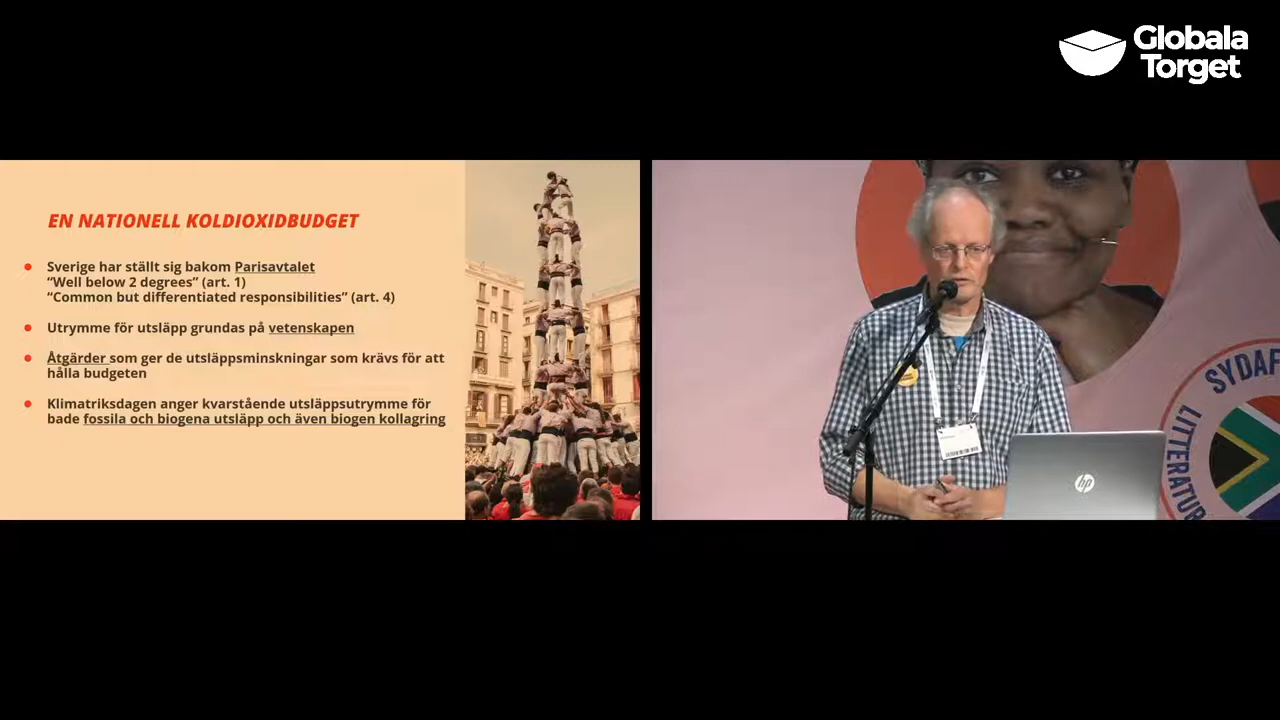 Globala
Torget
EN NATIONELL KOLDIOXIDBUDGET
Sverige har ställt sig bakom Parisavtalet
“Well below 2 degrees” (art. 1)
“Common but differentiated responsibilities” (art. 4)
Utrymme för utsläpp grundas på vetenskapen
Åtgärder som ger de utsläppsminskningar som krävs för att
hålla budgeten
Klimatriksdagen anger kvarstående utsläppsutrymme för
bade fossila och biogena utsläpp och även biogen kollagring
SYDAF
LITTERATUR
hp